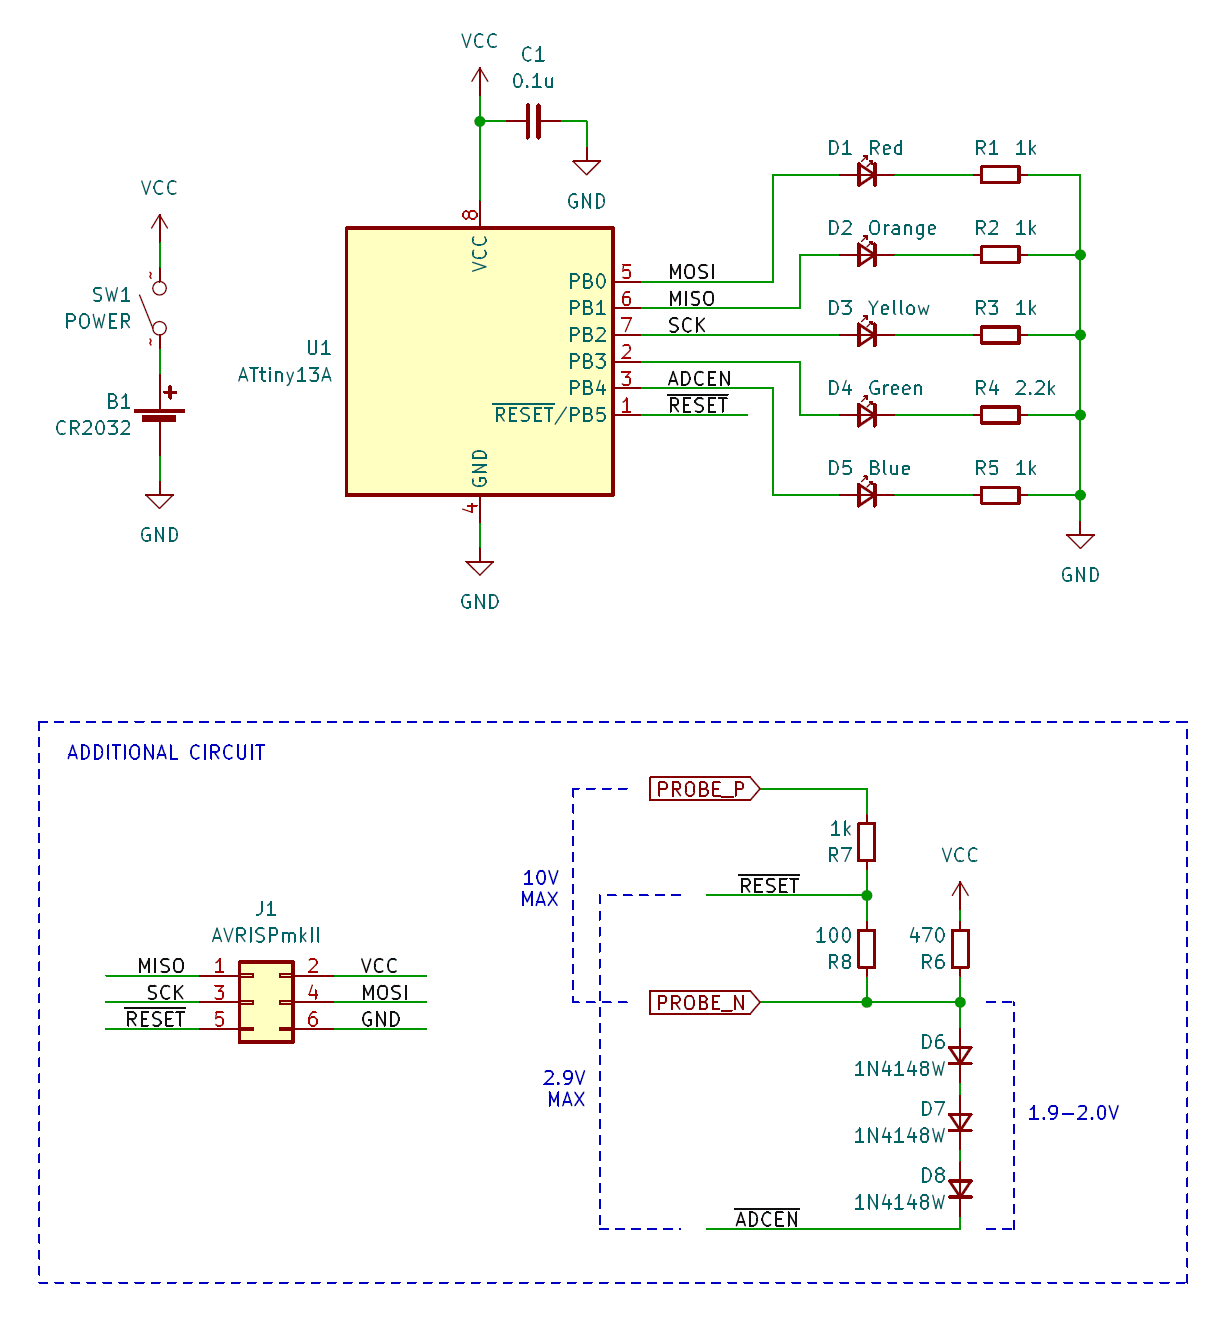 VCC
C1
0.1u
GND
VCC
SW1
POWER
~
~
B1
CR2032
+
GND
U1
ATtiny13A
8
VCC
PB0
PB1
PB2
PB3
PB4
RESET/PB5
GND
4
GND
5 MOSI
6 MISO
7 SCK
2
3 ADCEN
1 RESET
D1 Red R1 1k
D2 Orange R2 1k
D3 Yellow R3 1k
D4 Green R4 2.2k
D5 Blue R5 1k
GND
ADDITIONAL CIRCUIT
J1
AVRISPmkII
MISO 1 2 VCC
SCK 3 4 MOSI
RESET 5 6 GND
PROBE_P
10V
MAX
1k
R7
VCC
RESET
100
R8
470
R6
PROBE_N
2.9V
MAX
D6
1N4148W
D7
1N4148W
1.9–2.0V
D8
1N4148W
ADCEN